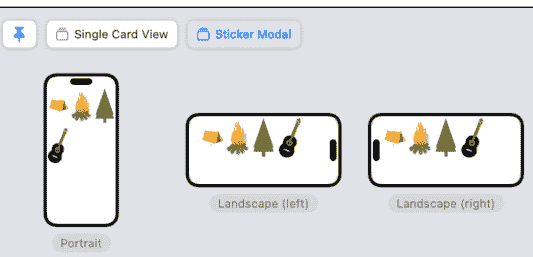 Single Card View
Sticker Modal
Landscape (left)
Landscape (right)
Portrait